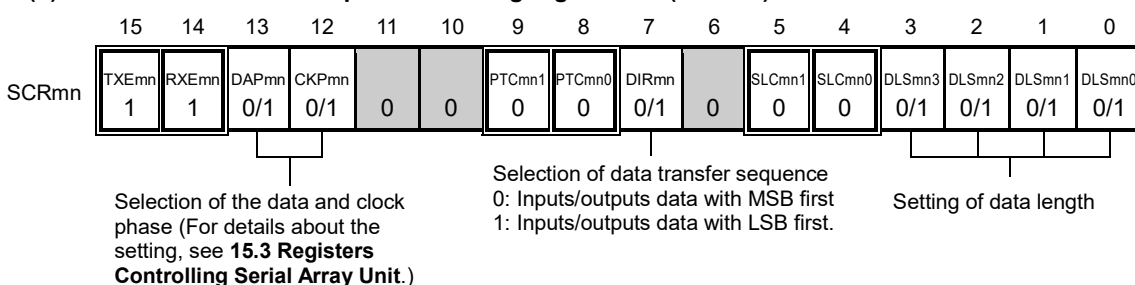 15 14 13 12 11 10 9 8 7 6 5 4 3 2 1 0
SCRmn
TXEmn RXEmn DAPmn CKPmn PTCmn1 PTCmn0 DIRmn SLCmn1 SLCmn0 DLSmn3 DLSmn2 DLSmn1 DLSmn0
1 1 0/1 0/1 0 0 0 0 0/1 0 0 0 0/1 0/1 0/1 0/1
Selection of the data and clock
phase (For details about the
setting, see 15.3 Registers
Controlling Serial Array Unit.)
Selection of data transfer sequence
0: Inputs/outputs data with MSB first
1: Inputs/outputs data with LSB first.
Setting of data length